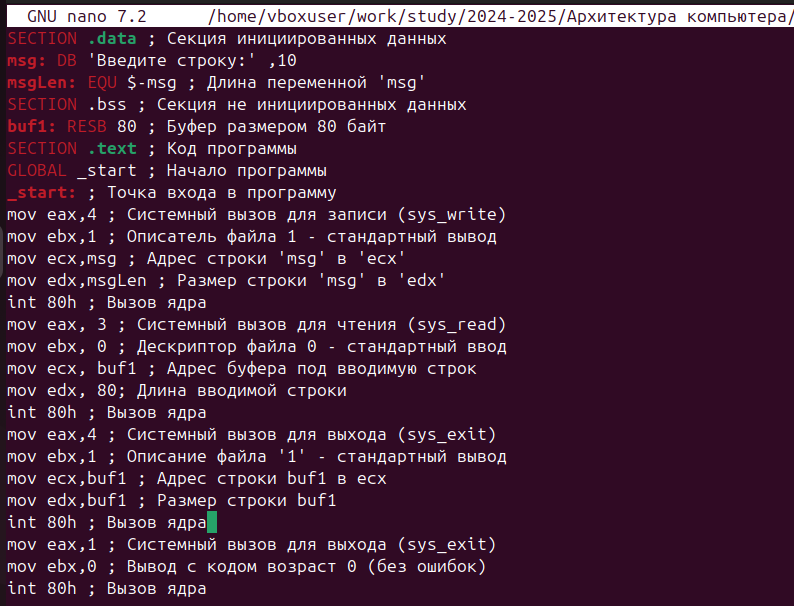 GNU nano 7.2 /home/vboxuser/work/study/2024-2025/Архитектура компьютера/
SECTION .data ; Секция инициированных данных
msg: DB 'Введите строку:' ,10
msgLen: EQU $-msg ; Длина переменной 'msg'
SECTION .bss ; Секция не инициированных данных
buf1: RESB 80 ; Буфер размером 80 байт
SECTION .text ; Код программы
GLOBAL _start ; Начало программы
_start: ; Точка входа в программу
mov eax,4 ; Системный вызов для записи (sys_write)
mov ebx,1 ; Описатель файла 1 - стандартный вывод
mov ecx,msg ; Адрес строки 'msg' в 'ecx'
mov edx,msgLen ; Размер строки 'msg' в 'edx'
int 80h ; Вызов ядра
mov eax, 3 ; Системный вызов для чтения (sys_read)
mov ebx, 0 ; Дескриптор файла 0 - стандартный ввод
mov ecx, buf1 ; Адрес буфера под вводимую строк
mov edx, 80; Длина вводимой строки
int 80h ; Вызов ядра
mov eax,4 ; Системный вызов для выхода (sys_exit)
mov ebx,1 ; Описание файла '1' - стандартный вывод
mov ecx,buf1 ; Адрес строки buf1 в ecx
mov edx,buf1 ; Размер строки buf1
int 80h ; Вызов ядра
mov eax,1 ; Системный вызов для выхода (sys_exit)
mov ebx,0 ; Вывод с кодом возраст 0 (без ошибок)
int 80h ; Вызов ядра